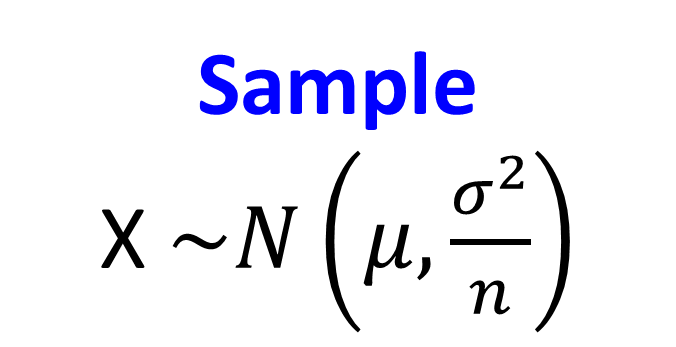 Sample
X ~N (μ, σ²/n)